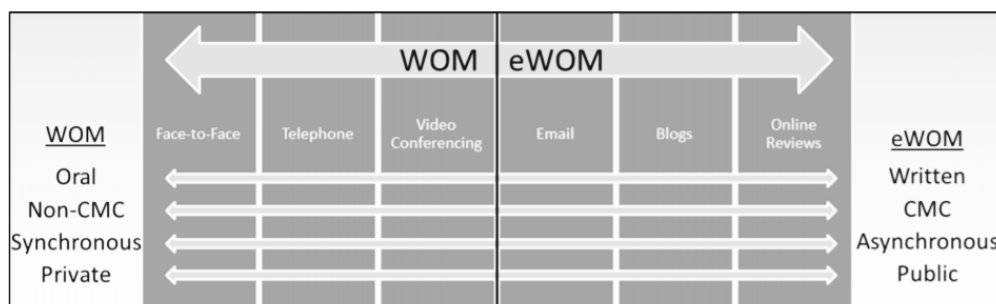 WOM eWOM
WOM
Face-to-Face
Telephone
Video
Conferencing
Email
Blogs
Online
Reviews
eWOM
Oral
Written
Non-CMC
CMC
Synchronous
Asynchronous
Private
Public